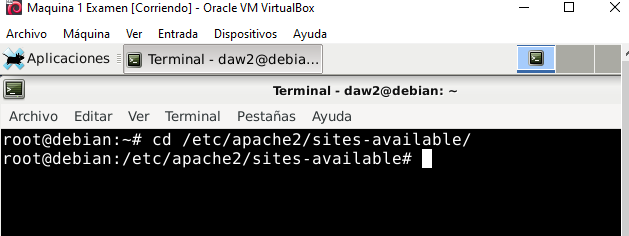 Maquina 1 Examen [Corriendo] - Oracle VM VirtualBox
Archivo Máquina Ver Entrada Dispositivos Ayuda
Aplicaciones Terminal - daw2@debia...
Terminal - daw2@debian: ~
Archivo Editar Ver Terminal Pestañas Ayuda
root@debian:~# cd /etc/apache2/sites-available/
root@debian:/etc/apache2/sites-available#